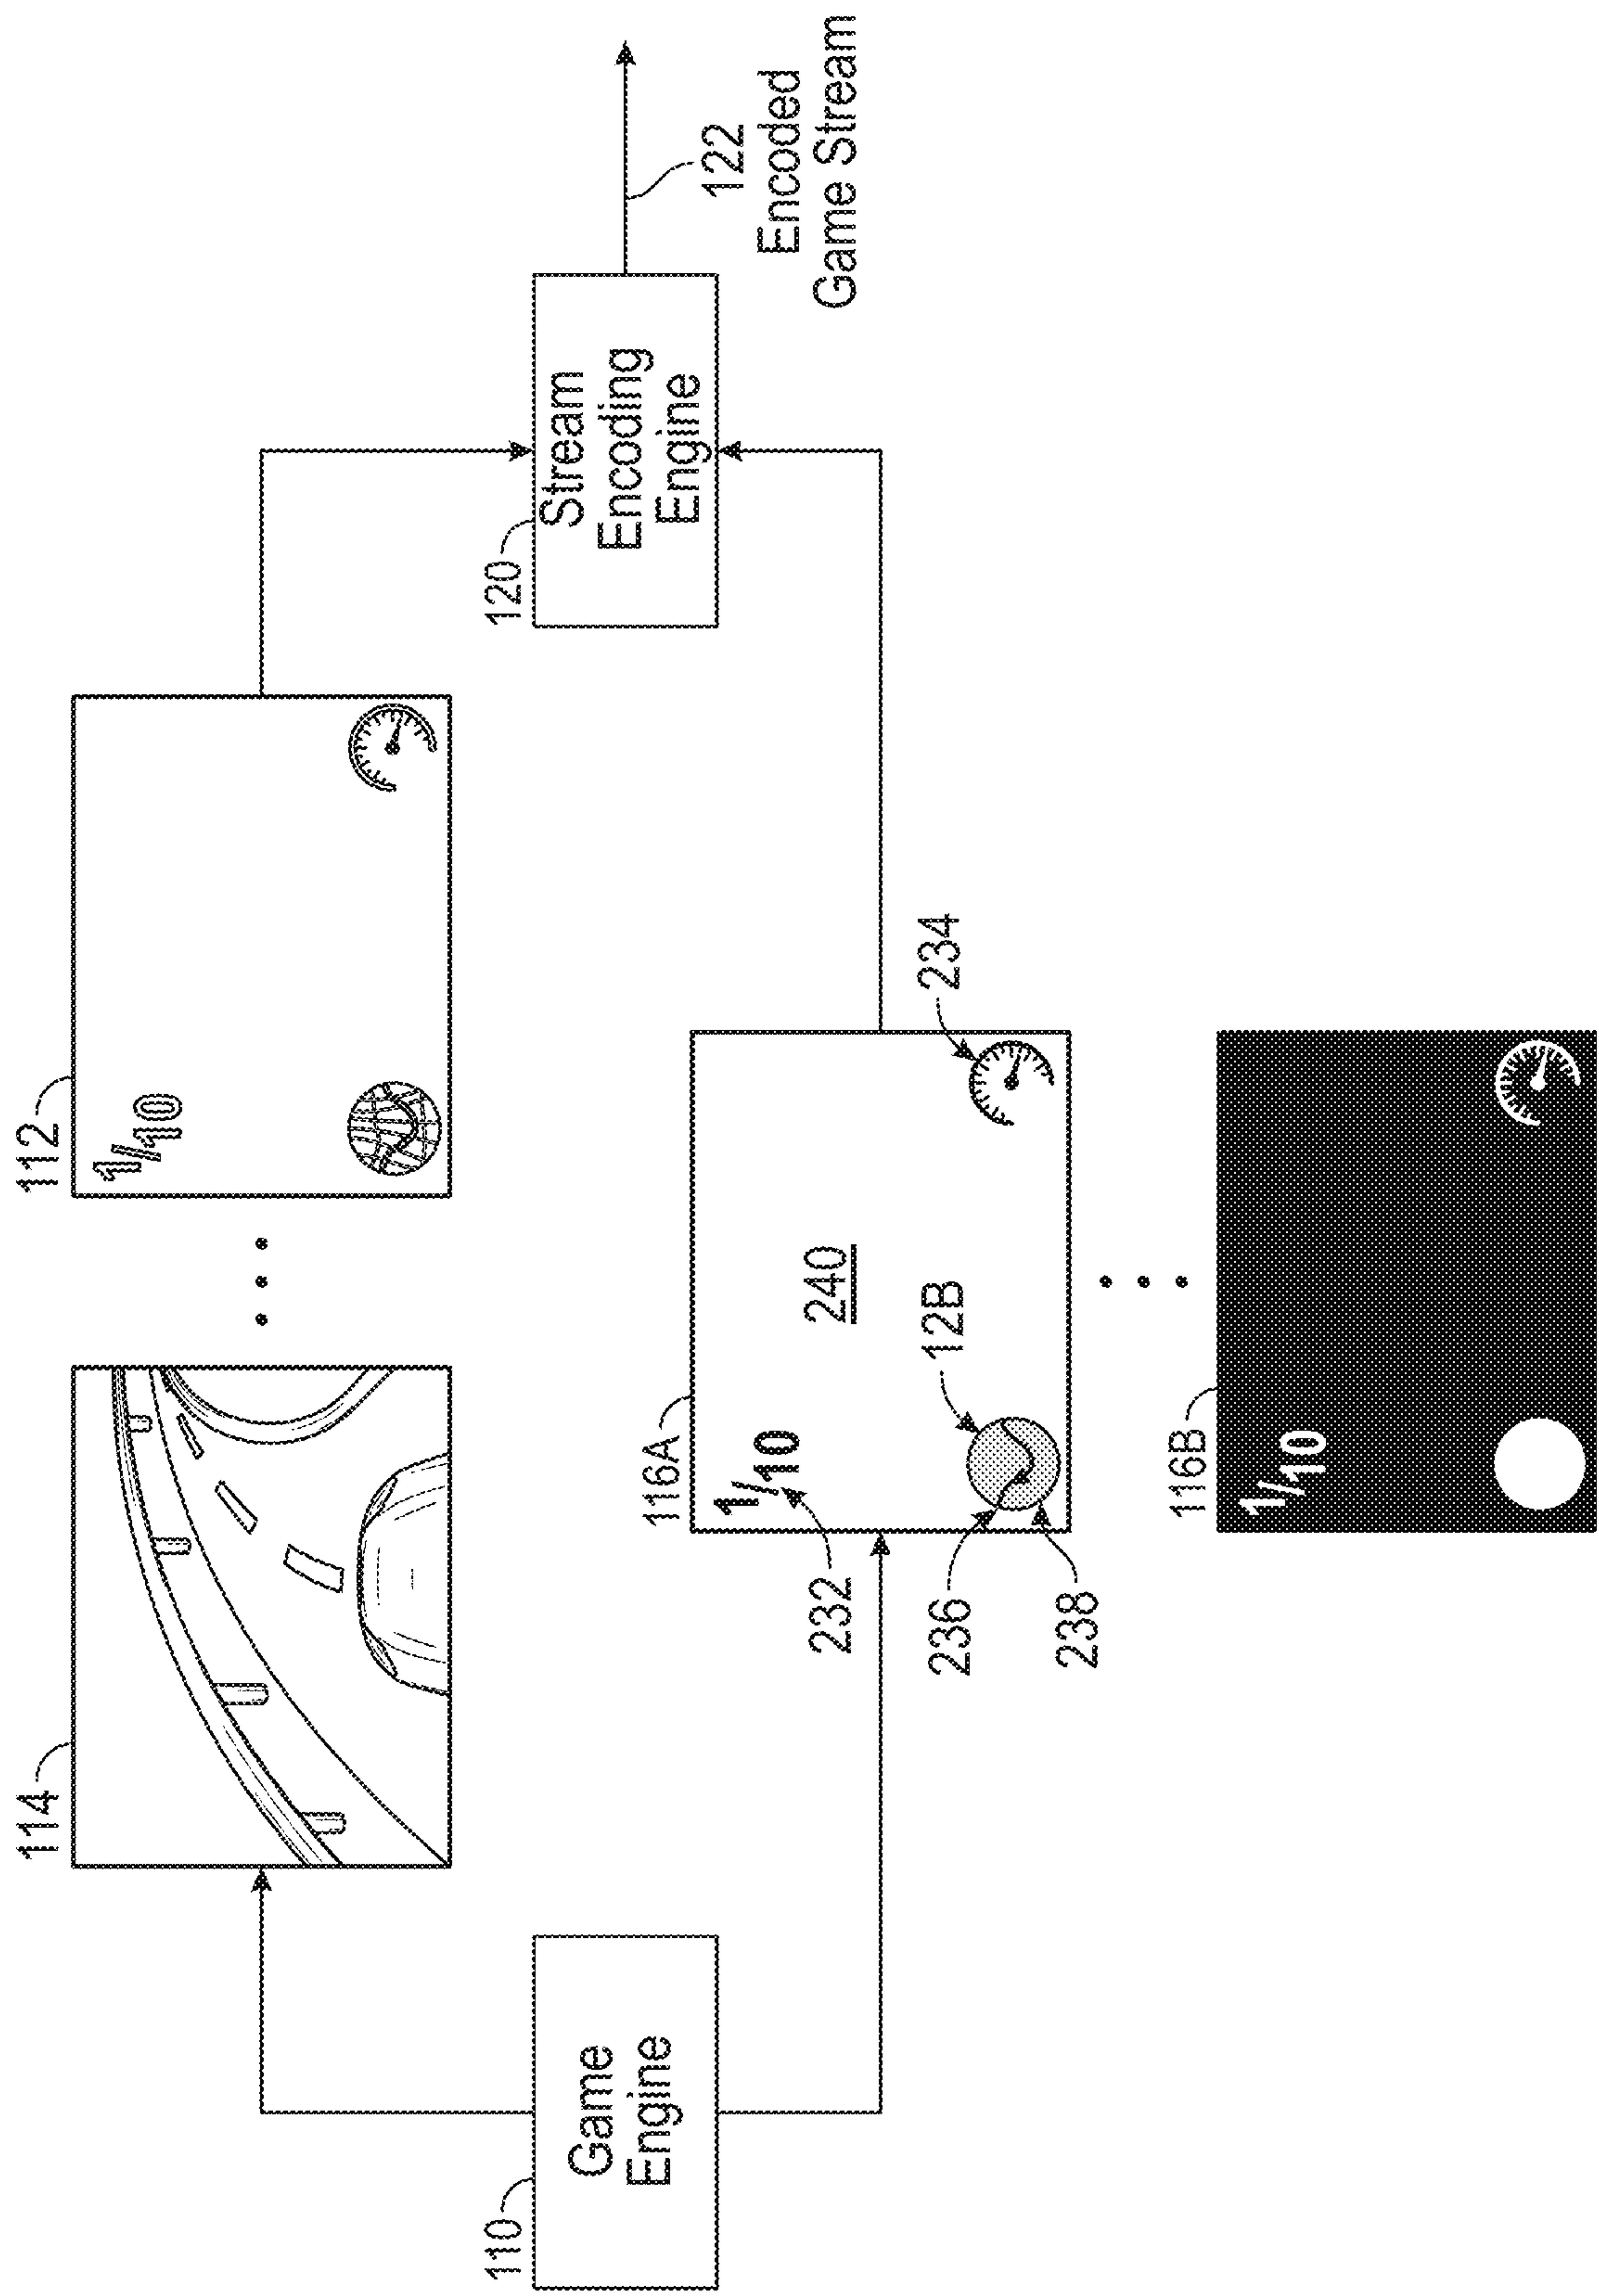 114
112
1/10
110
Game
Engine
120
Stream
Encoding
Engine
122
Encoded
Game Stream
116A
1/10
232
240
12B
234
236
238
116B
1/10